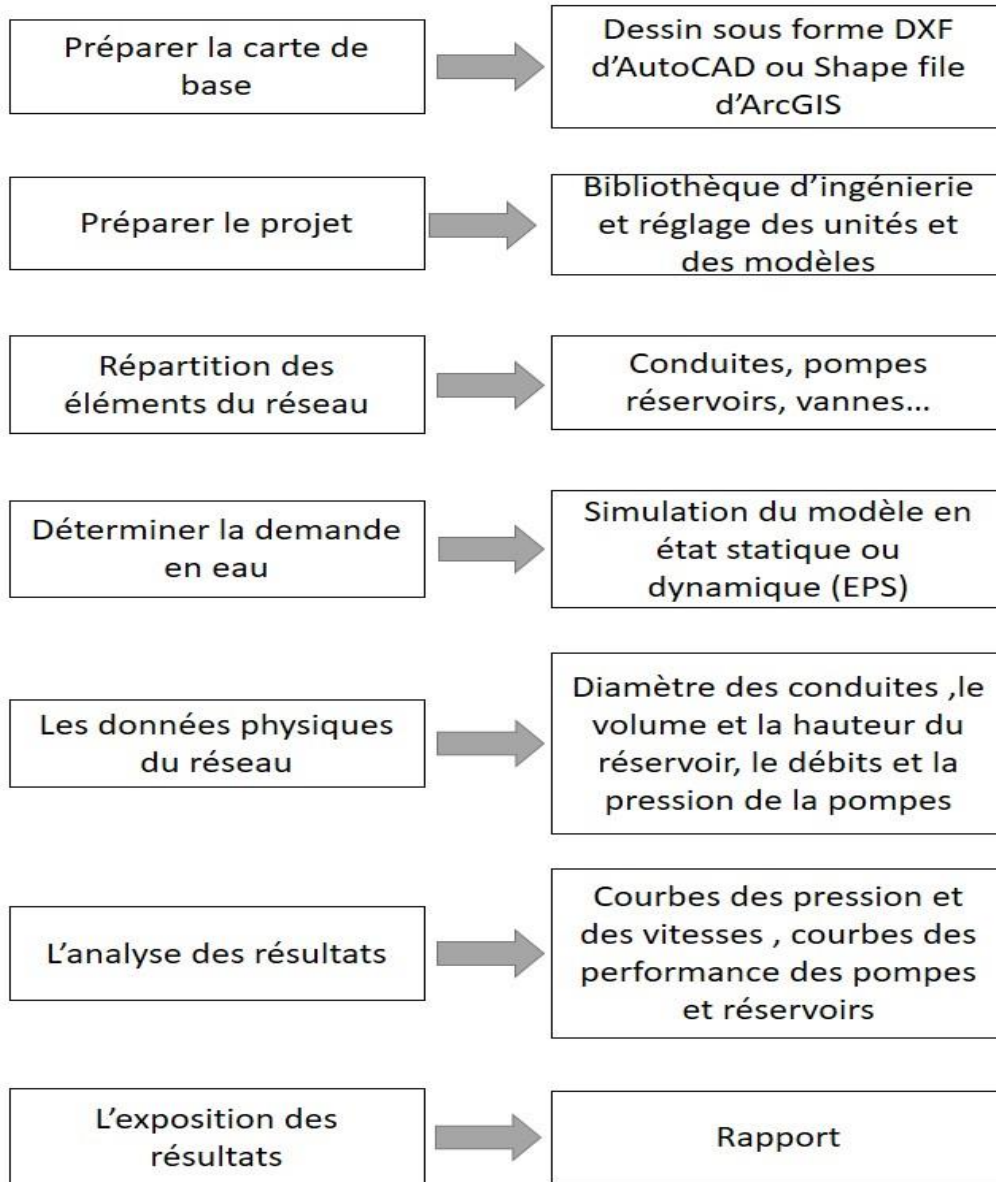 Préparer la carte de
base
Dessin sous forme DXF
d’AutoCAD ou Shape file
d’ArcGIS
Préparer le projet
Bibliothèque d’ingénierie
et réglage des unités et
des modèles
Répartition des
éléments du réseau
Conduites, pompes
réservoirs, vannes...
Déterminer la demande
en eau
Simulation du modèle en
état statique ou
dynamique (EPS)
Les données physiques
du réseau
Diamètre des conduites ,le
volume et la hauteur du
réservoir, le débits et la
pression de la pompes
L’analyse des résultats
Courbes des pression et
des vitesses , courbes des
performance des pompes
et réservoirs
L’exposition des
résultats
Rapport